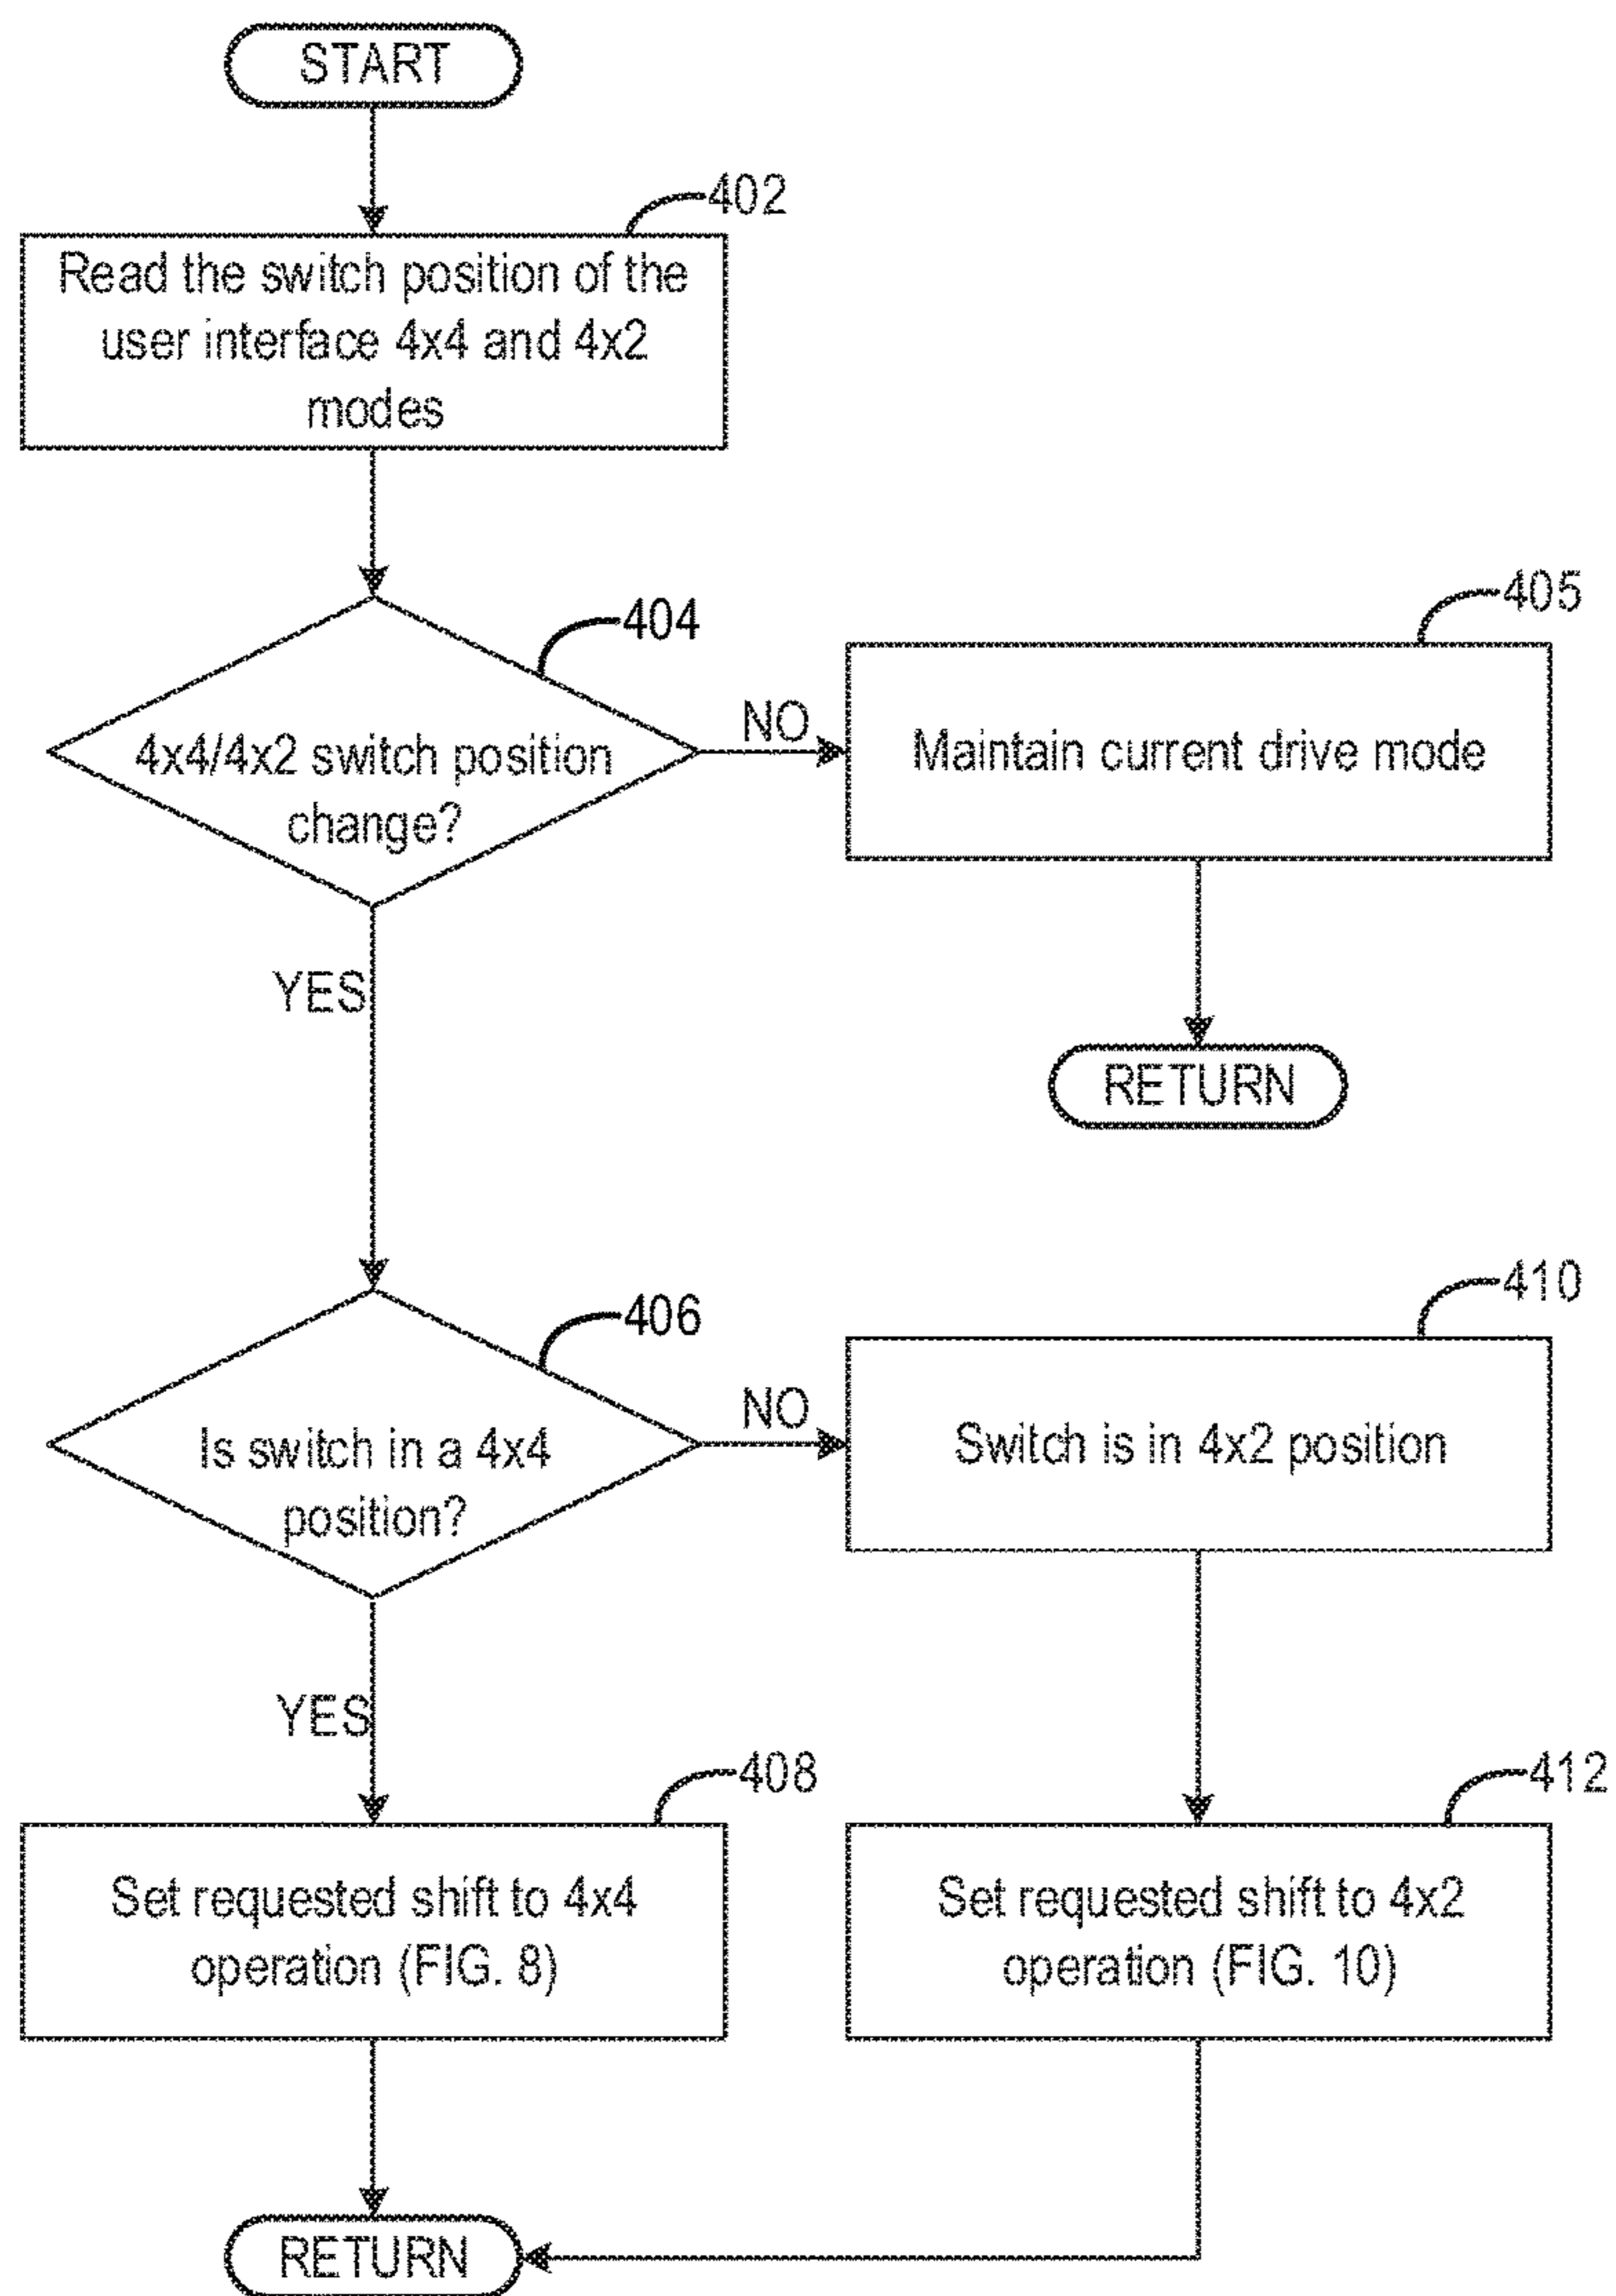 START
402
Read the switch position of the
user interface 4x4 and 4x2
modes
404
4x4/4x2 switch position
change?
NO
405
Maintain current drive mode
RETURN
YES
406
Is switch in a 4x4
position?
NO
410
Switch is in 4x2 position
YES
408
Set requested shift to 4x4
operation (FIG. 8)
412
Set requested shift to 4x2
operation (FIG. 10)
RETURN